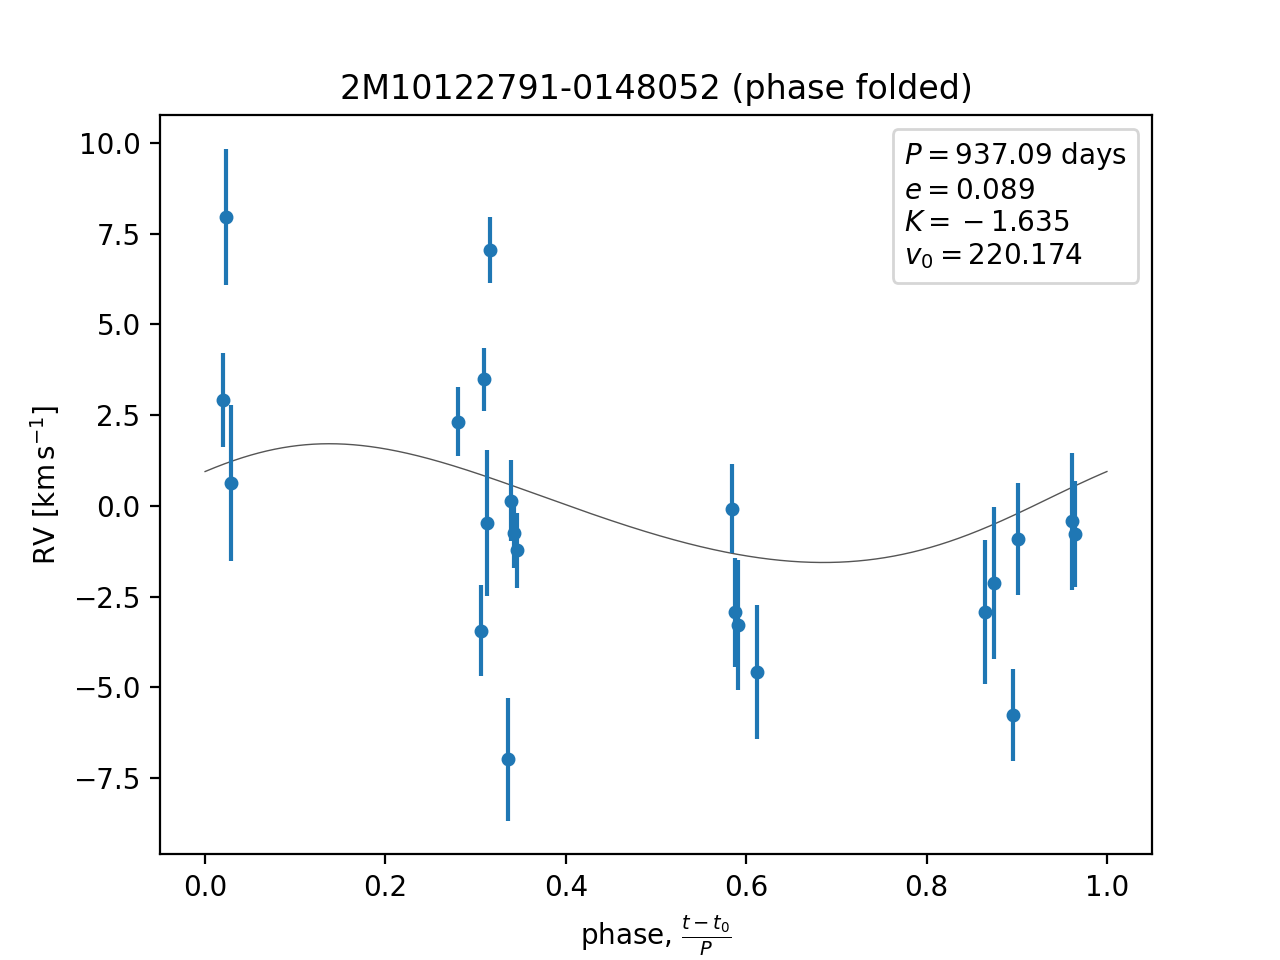 2M10122791-0148052 (phase folded)
P = 937.09 days
e = 0.089
K = −1.635
v₀ = 220.174
10.0
7.5
5.0
2.5
0.0
−2.5
−5.0
−7.5
RV [km s⁻¹]
0.0 0.2 0.4 0.6 0.8 1.0
phase, (t − t₀)/P